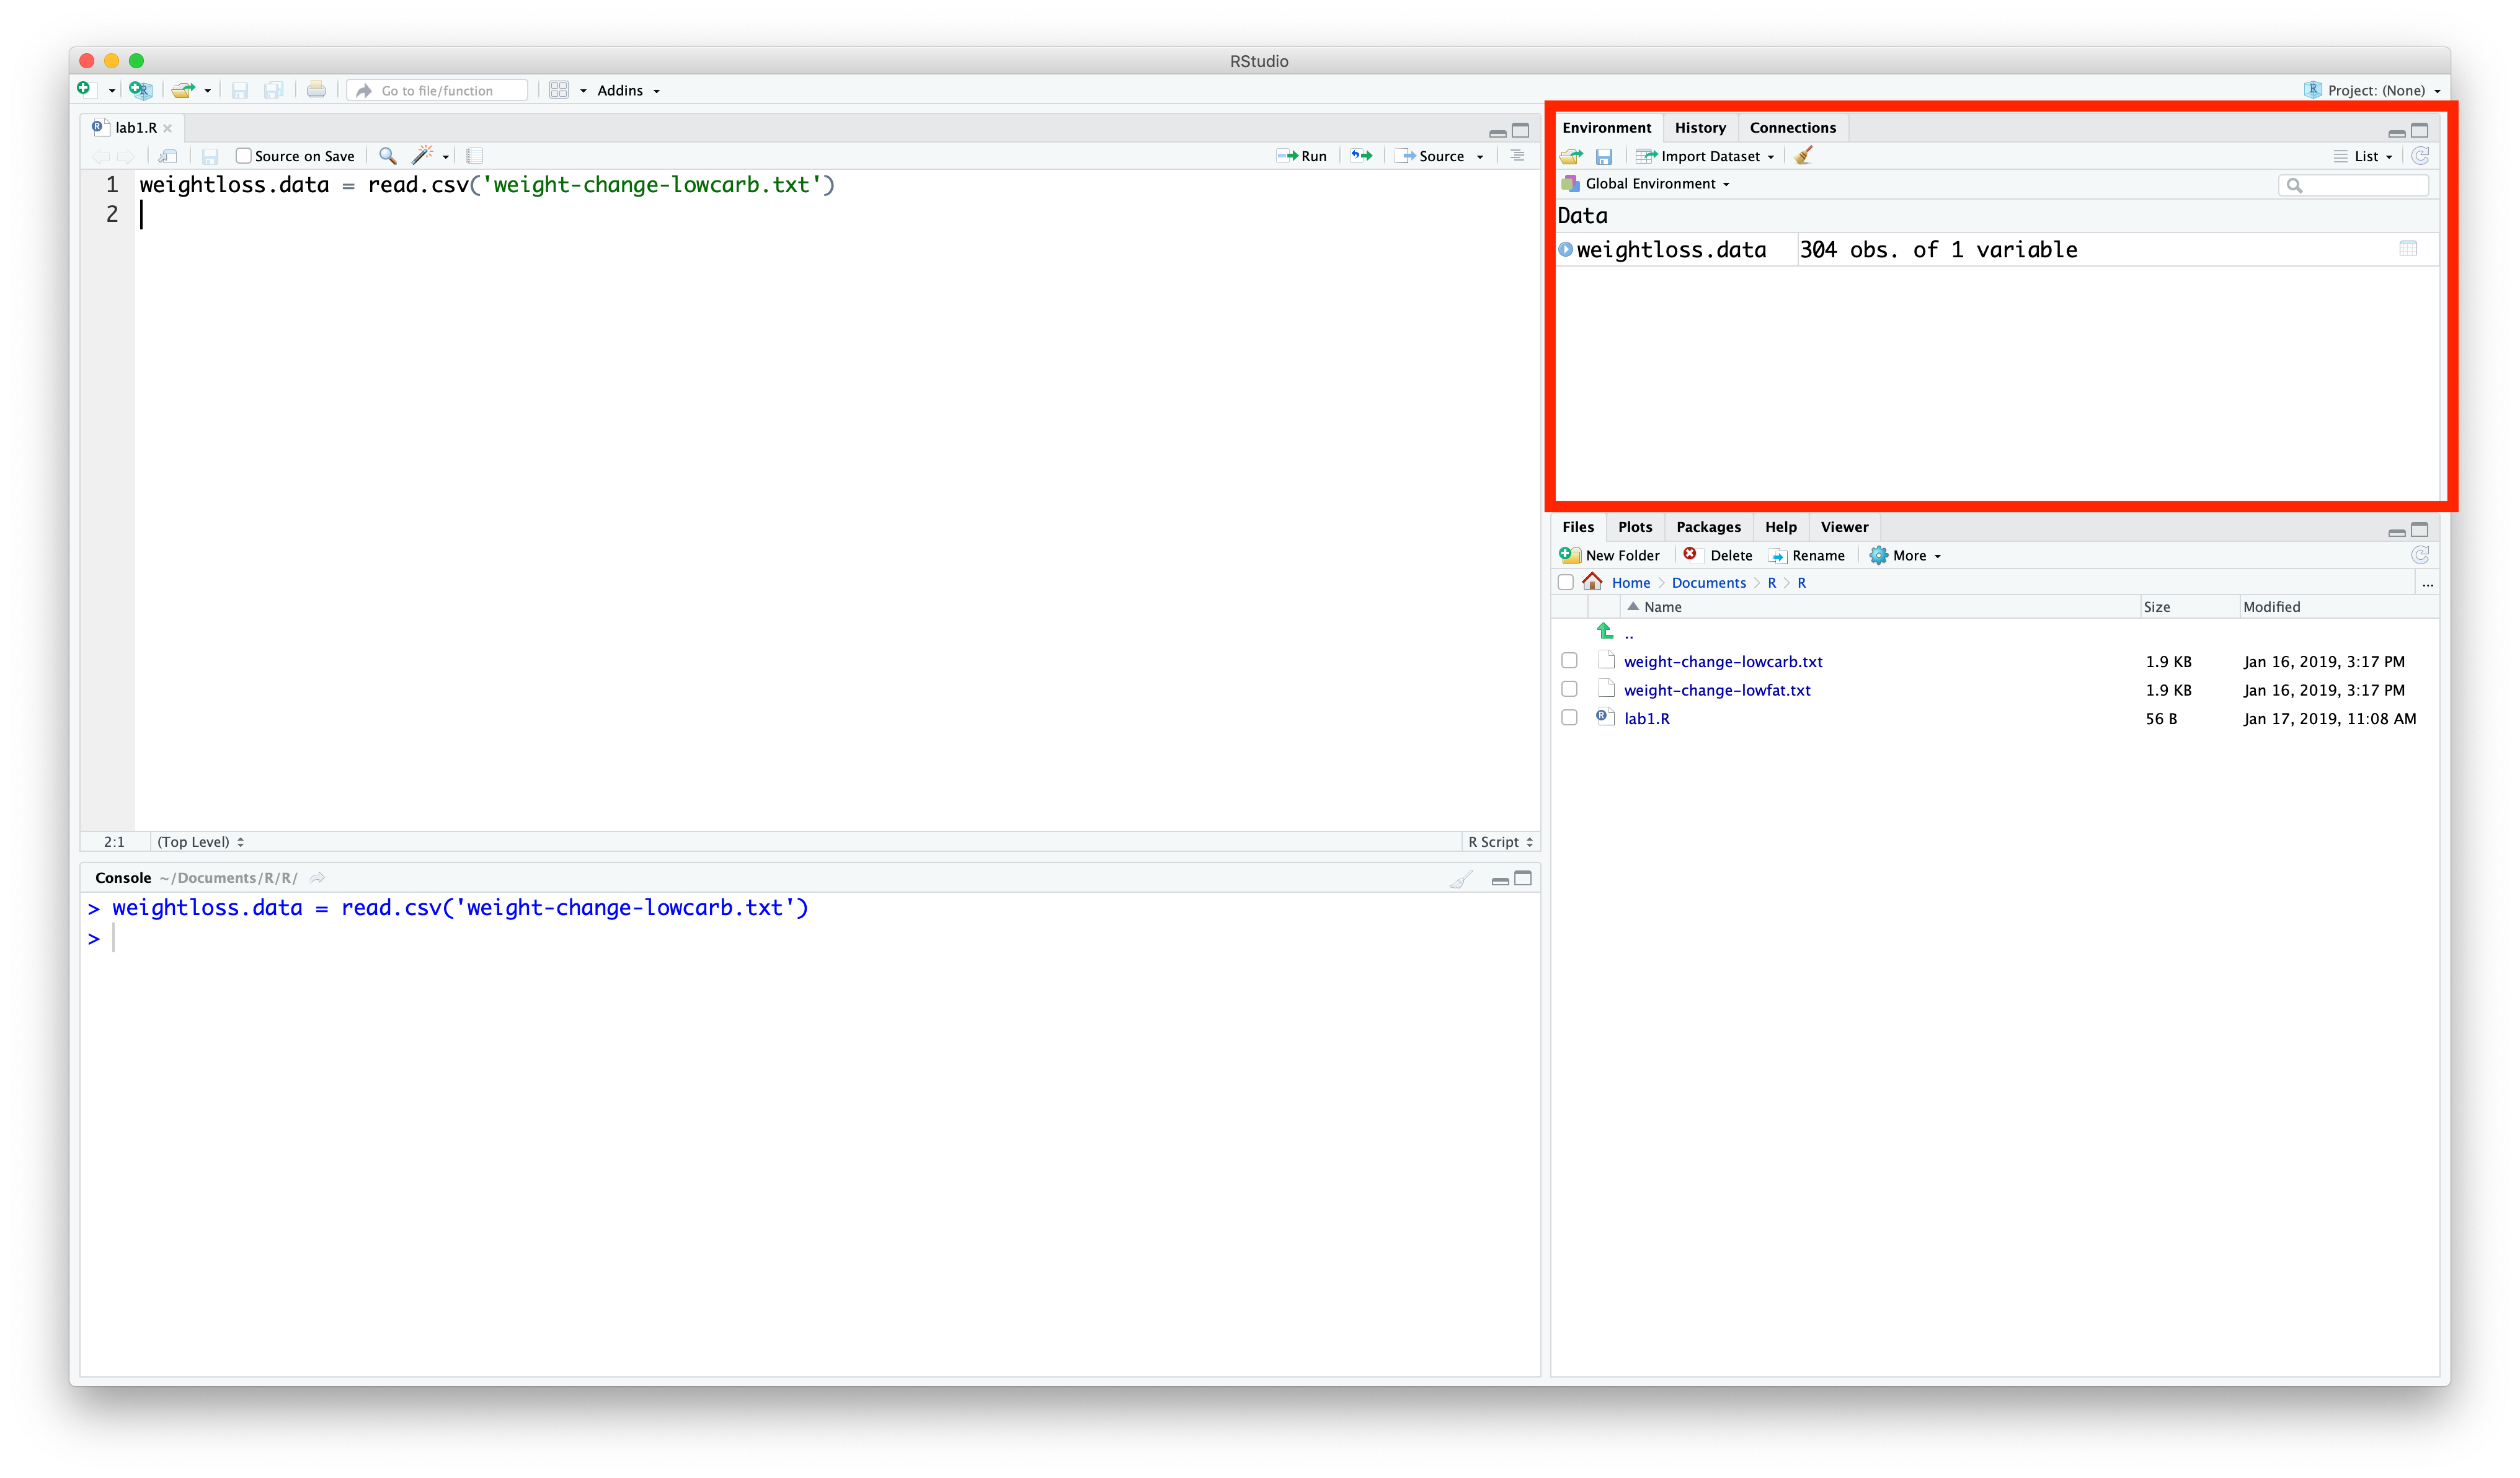 RStudio
Go to file/function
Addins
Project: (None)
lab1.R
Source on Save
Run
Source
1 weightloss.data = read.csv('weight-change-lowcarb.txt')
2
2:1 (Top Level)
R Script
Console ~/Documents/R/R/
> weightloss.data = read.csv('weight-change-lowcarb.txt')
>
Environment History Connections
Import Dataset
List
Global Environment
Data
weightloss.data 304 obs. of 1 variable
Files Plots Packages Help Viewer
New Folder Delete Rename More
Home > Documents > R > R ...
Name Size Modified
..
weight-change-lowcarb.txt 1.9 KB Jan 16, 2019, 3:17 PM
weight-change-lowfat.txt 1.9 KB Jan 16, 2019, 3:17 PM
lab1.R 56 B Jan 17, 2019, 11:08 AM